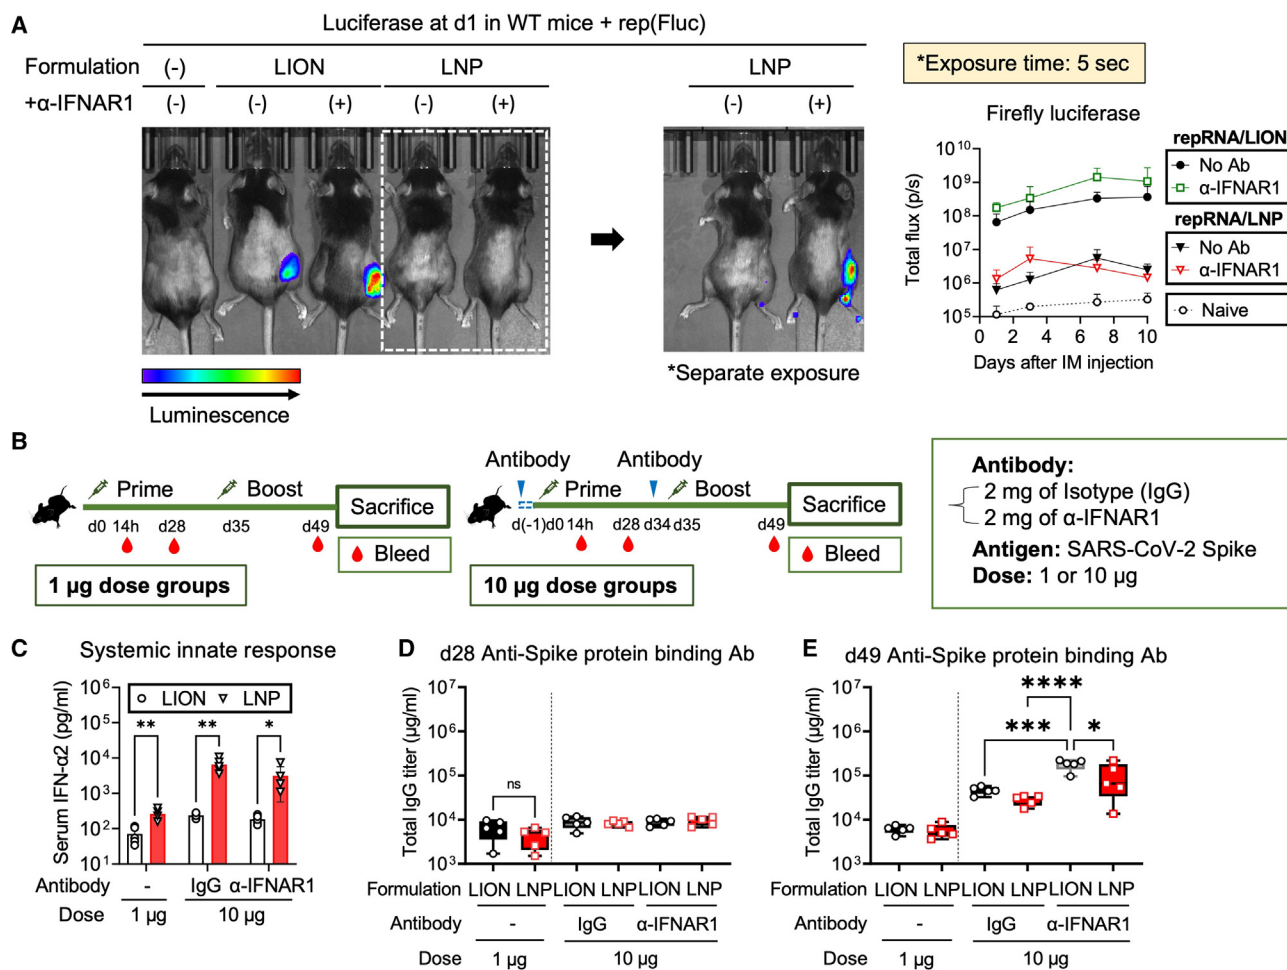 A
Luciferase at d1 in WT mice + rep(Fluc)
Formulation (-) LION LNP
+α-IFNAR1 (-) (-) (+) (-) (+)
LNP
(-) (+)
*Separate exposure
Luminescence
*Exposure time: 5 sec
Firefly luciferase
Total flux (p/s)
10^10
10^9
10^8
10^7
10^6
10^5
0 2 4 6 8 10
Days after IM injection
repRNA/LION
No Ab
α-IFNAR1
repRNA/LNP
No Ab
α-IFNAR1
Naive
B
Prime Boost
Sacrifice
d0 14h d28 d35 d49
Bleed
1 µg dose groups
Antibody Antibody
Prime Boost
Sacrifice
d(-1)d0 14h d28 d34 d35 d49
Bleed
10 µg dose groups
Antibody:
2 mg of Isotype (IgG)
2 mg of α-IFNAR1
Antigen: SARS-CoV-2 Spike
Dose: 1 or 10 µg
C
Systemic innate response
LION LNP
** ** *
Serum IFN-α2 (pg/ml)
10^6
10^5
10^4
10^3
10^2
10^1
Antibody - IgG α-IFNAR1
Dose 1 µg 10 µg
D
d28 Anti-Spike protein binding Ab
Total IgG titer (µg/ml)
10^7
10^6
10^5
10^4
10^3
ns
Formulation LION LNP LION LNP LION LNP
Antibody - IgG α-IFNAR1
Dose 1 µg 10 µg
E
d49 Anti-Spike protein binding Ab
Total IgG titer (µg/ml)
10^7
10^6
10^5
10^4
10^3
****
*** *
Formulation LION LNP LION LNP LION LNP
Antibody - IgG α-IFNAR1
Dose 1 µg 10 µg